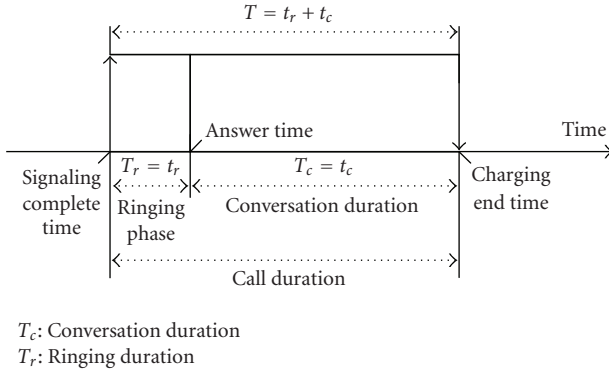 T = t_r + t_c
Answer time
Time
Signaling
complete
time
T_r = t_r
Ringing
phase
T_c = t_c
Conversation duration
Charging
end time
Call duration
T_c: Conversation duration
T_r: Ringing duration